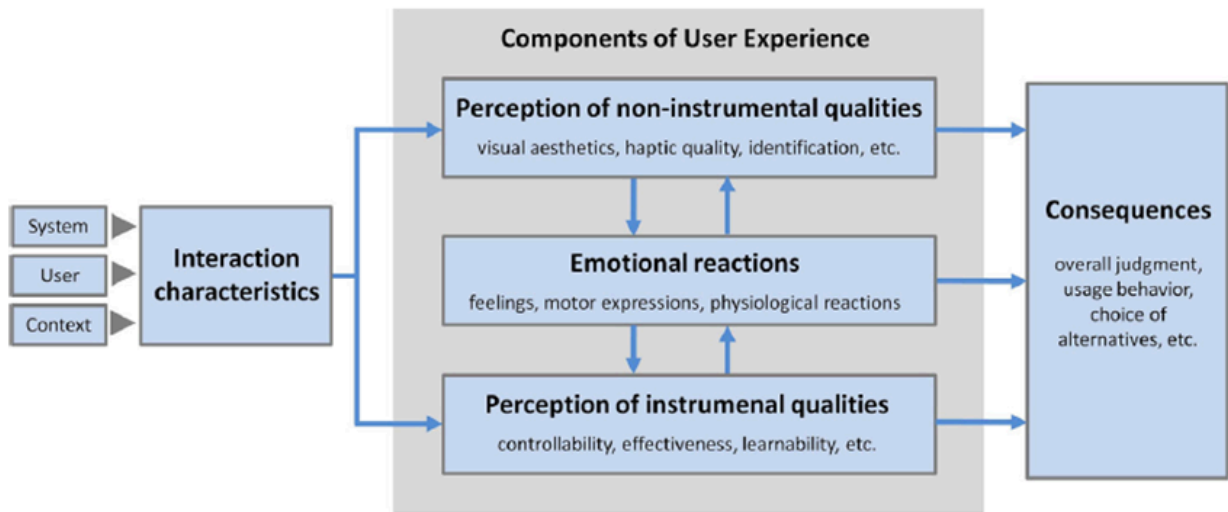 Components of User Experience
Perception of non-instrumental qualities
visual aesthetics, haptic quality, identification, etc.
System
User
Context
Interaction
characteristics
Emotional reactions
feelings, motor expressions, physiological reactions
Perception of instrumenal qualities
controllability, effectiveness, learnability, etc.
Consequences
overall judgment,
usage behavior,
choice of
alternatives, etc.